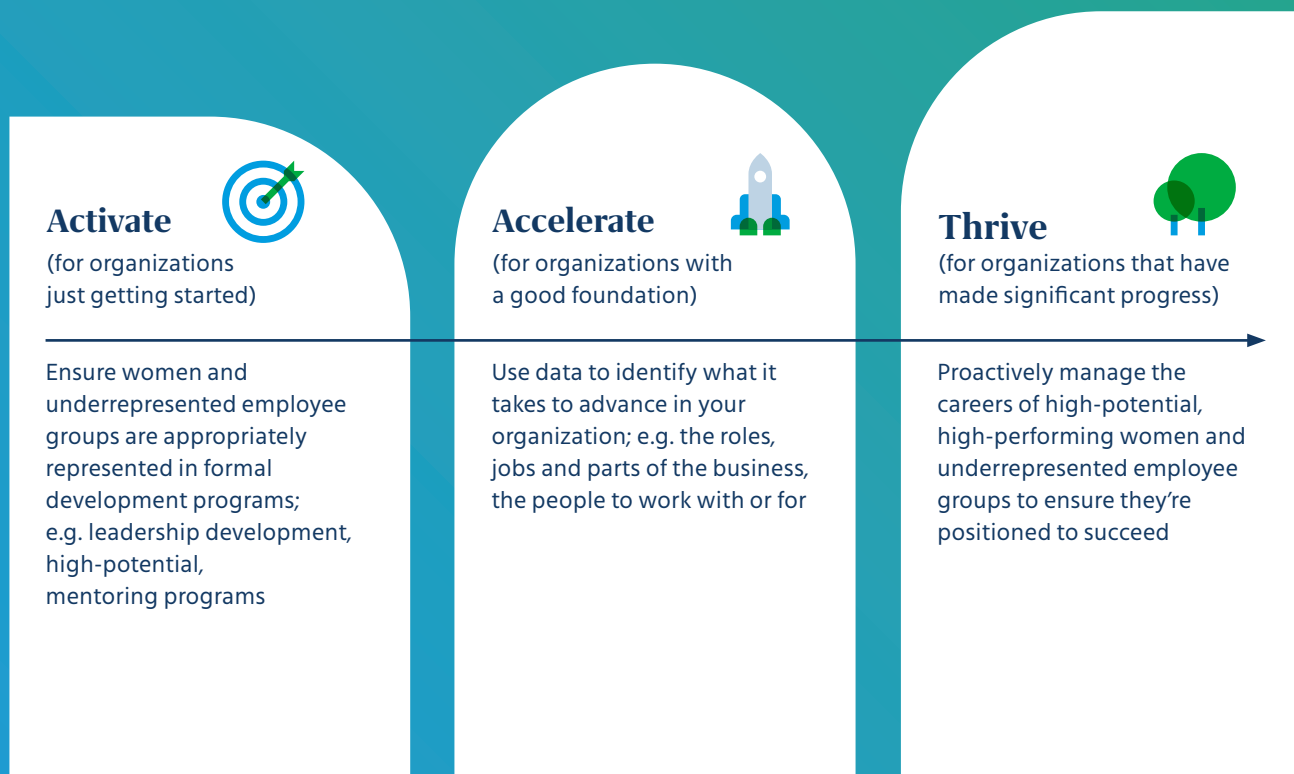 Activate
(for organizations
just getting started)
Ensure women and
underrepresented employee
groups are appropriately
represented in formal
development programs;
e.g. leadership development,
high-potential,
mentoring programs
Accelerate
(for organizations with
a good foundation)
Use data to identify what it
takes to advance in your
organization; e.g. the roles,
jobs and parts of the business,
the people to work with or for
Thrive
(for organizations that have
made significant progress)
Proactively manage the
careers of high-potential,
high-performing women and
underrepresented employee
groups to ensure they’re
positioned to succeed